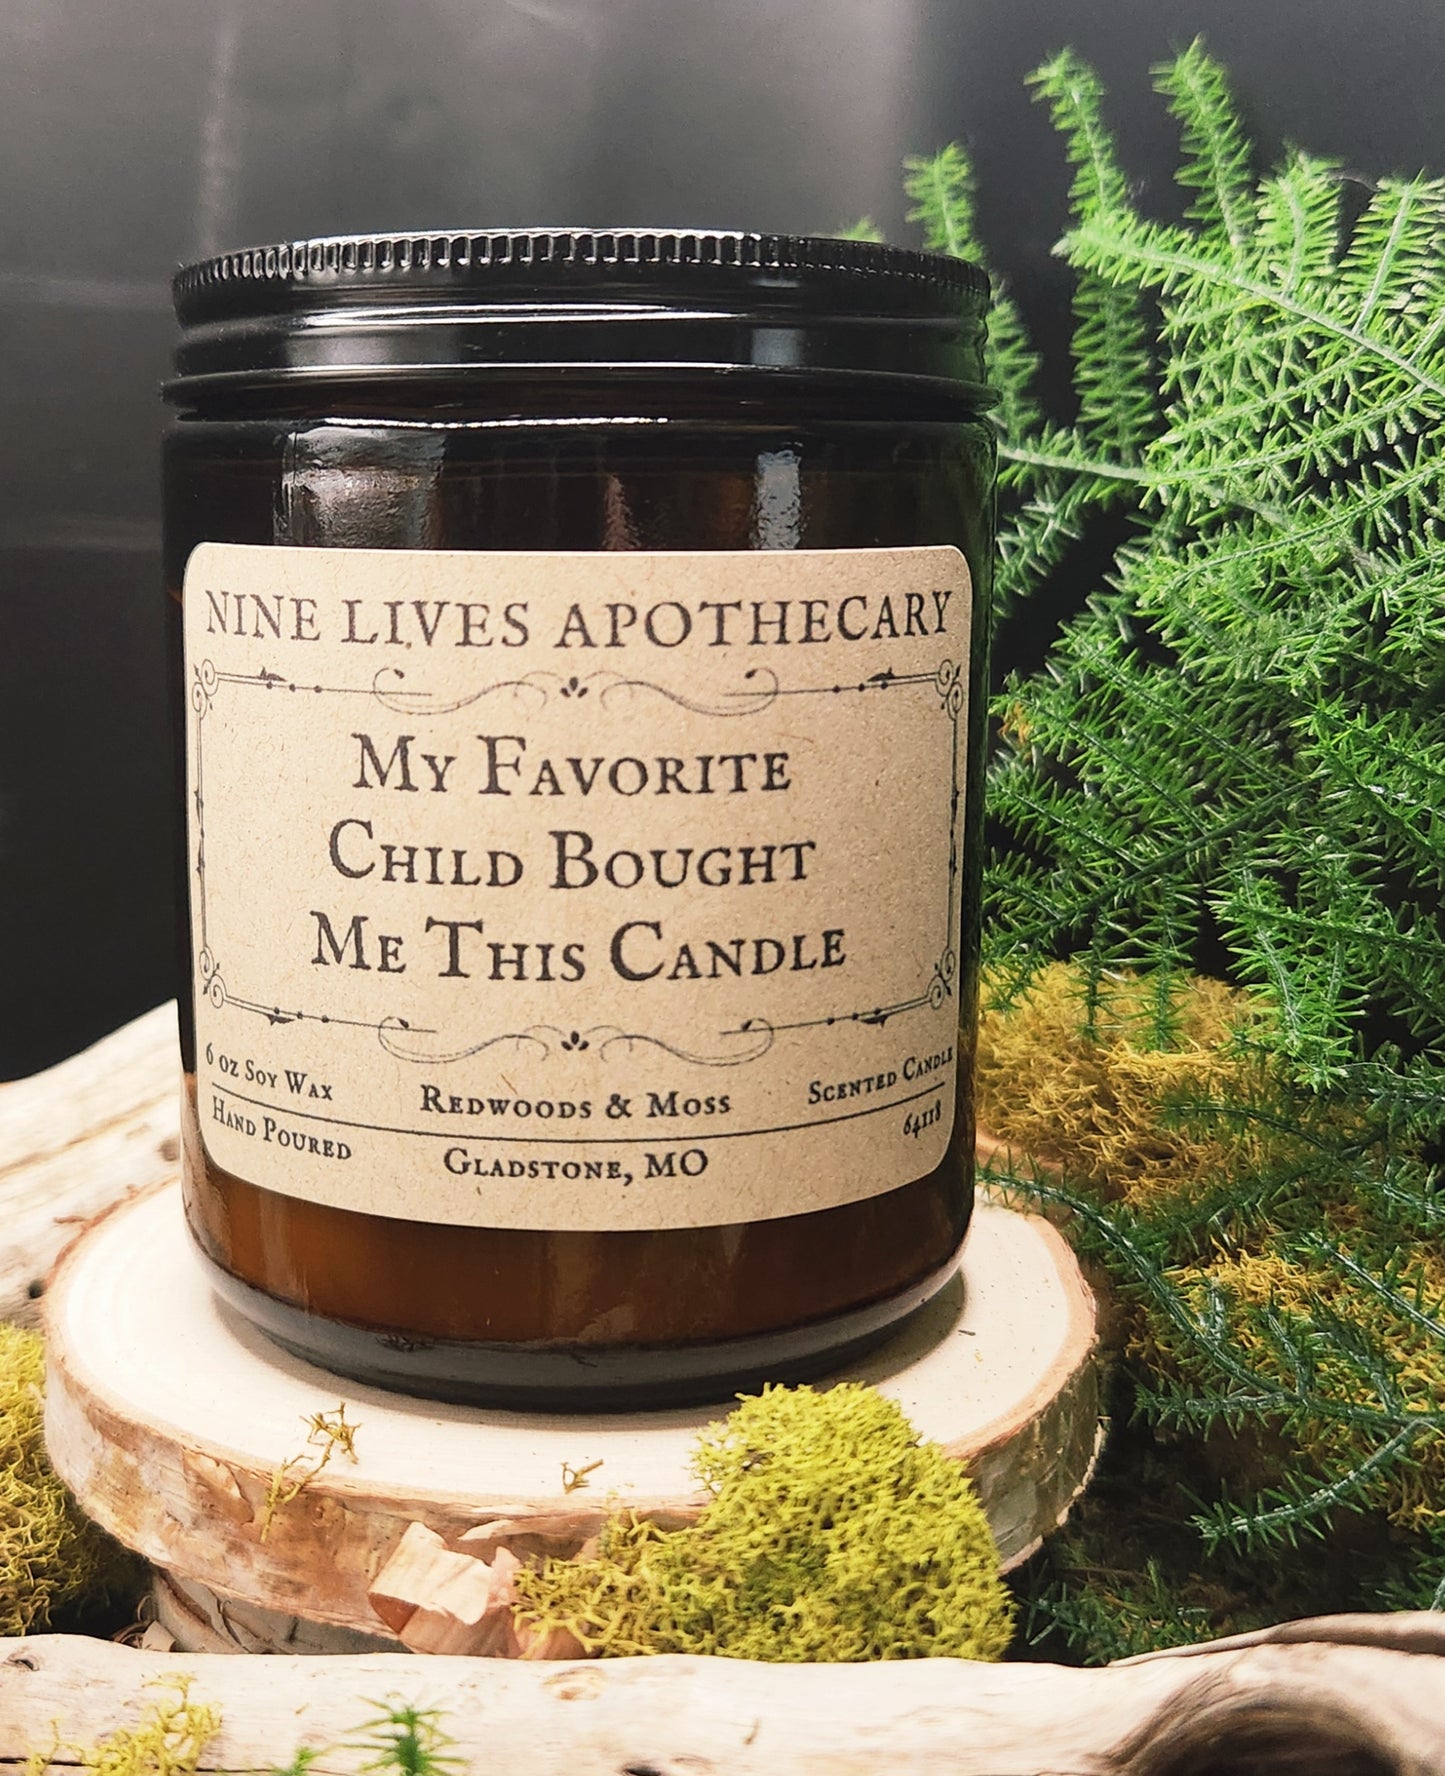 NINE LIVES APOTHECARY
MY FAVORITE
CHILD BOUGHT
ME THIS CANDLE
6 OZ SOY WAX
REDWOODS & MOSS
SCENTED CANDLE
HAND POURED
GLADSTONE, MO
64118